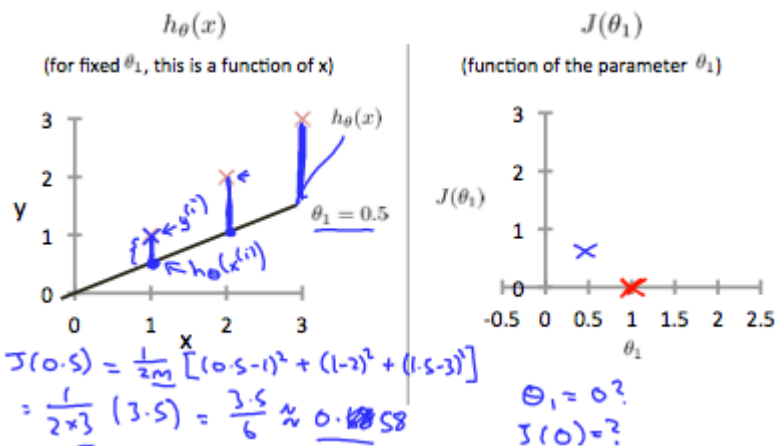 hθ(x)
(for fixed θ₁, this is a function of x)
3
2
1
0
y
0 1 2 3
x
hθ(x)
θ₁ = 0.5
y⁽ⁱ⁾
hθ(x⁽ⁱ⁾)
J(0.5) = 1/2m [(0.5-1)² + (1-2)² + (1.5-3)²]
= 1/2×3 (3.5) = 3.5/6 ≈ 0.58
J(θ₁)
(function of the parameter θ₁)
3
2
1
0
J(θ₁)
-0.5 0 0.5 1 1.5 2 2.5
θ₁
θ₁ = 0?
J(0) = ?